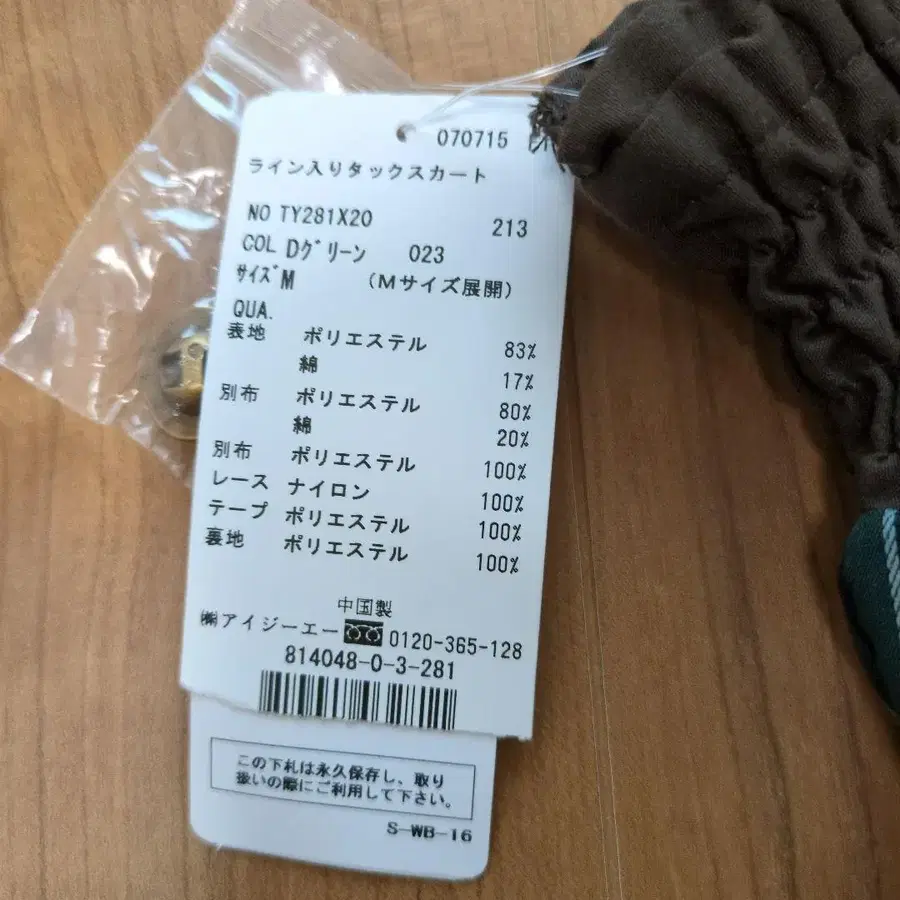 070715
ライン入りタックスカート
NO TY281X20 213
COL Dグリーン 023
サイズ M (Mサイズ展開)
QUA.
表地 ポリエステル 83%
綿 17%
別布 ポリエステル 80%
綿 20%
別布 ポリエステル 100%
レース ナイロン 100%
テープ ポリエステル 100%
裏地 ポリエステル 100%
中国製
㈱アイジーエー 0120-365-128
814048-0-3-281
この下札は永久保存し、取り
扱いの際にご利用して下さい。
S-WB-16